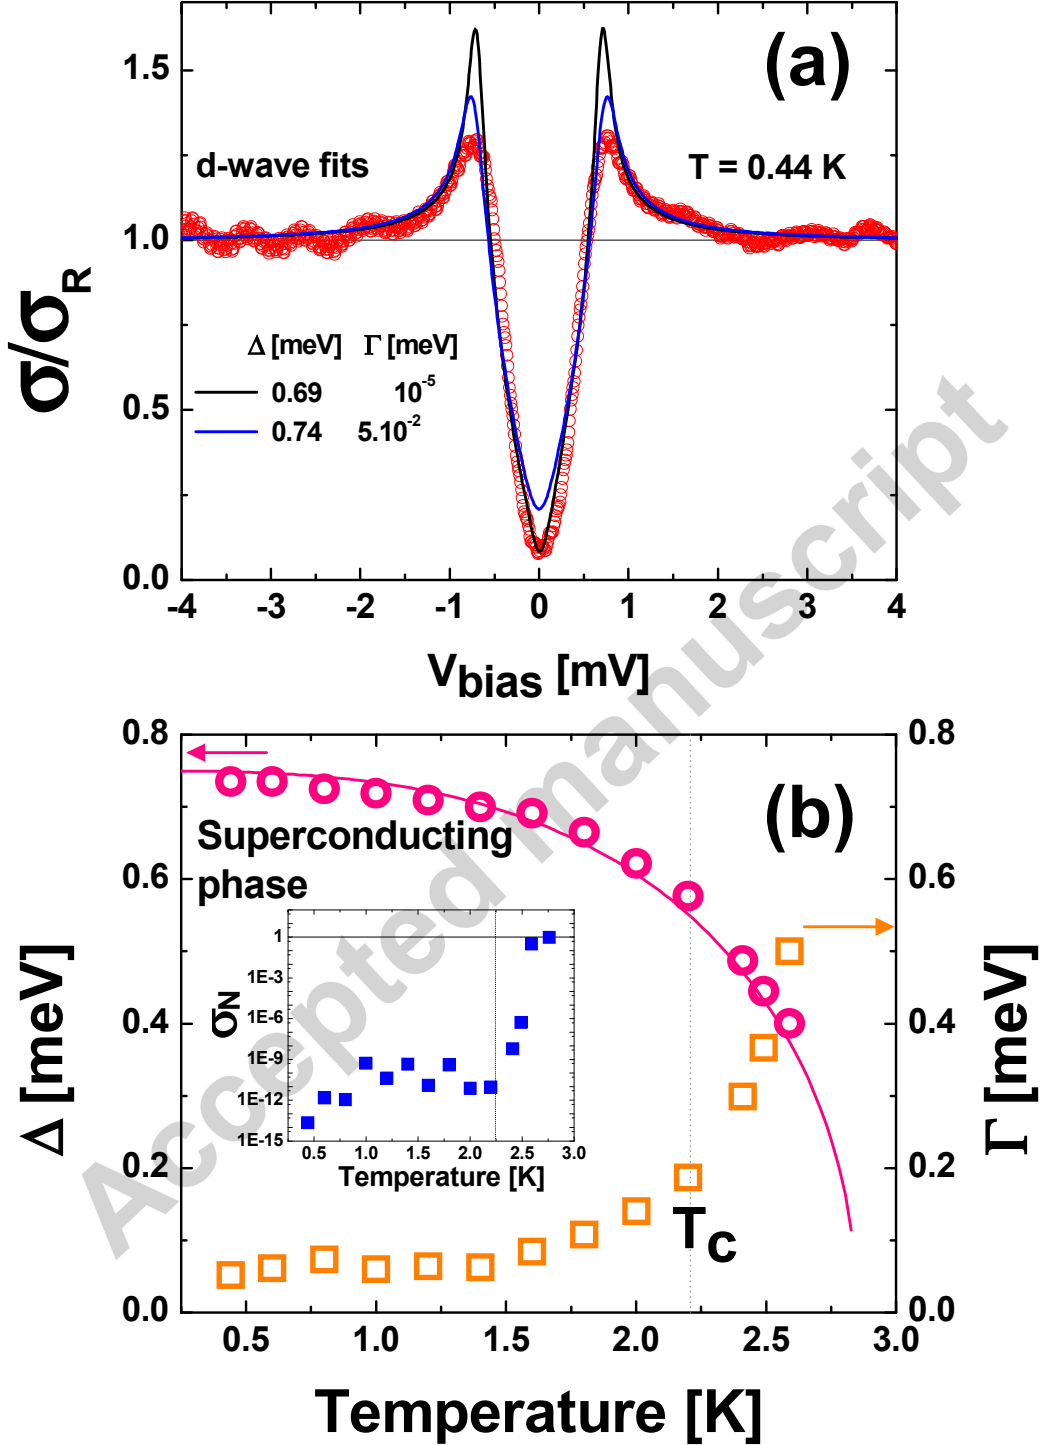 (a)
d-wave fits
T = 0.44 K
σ/σ_R
1.5
1.0
0.5
0.0
Δ [meV] Γ [meV]
0.69 10^-5
0.74 5.10^-2
-4 -3 -2 -1 0 1 2 3 4
V_bias [mV]
Accepted manuscript
(b)
0.8
0.6
0.4
0.2
0.0
Δ [meV]
Superconducting
phase
σ_N
1
1E-3
1E-6
1E-9
1E-12
1E-15
0.5 1.0 1.5 2.0 2.5 3.0
Temperature [K]
T_C
0.8
0.6
0.4
0.2
0.0
Γ [meV]
0.5 1.0 1.5 2.0 2.5 3.0
Temperature [K]